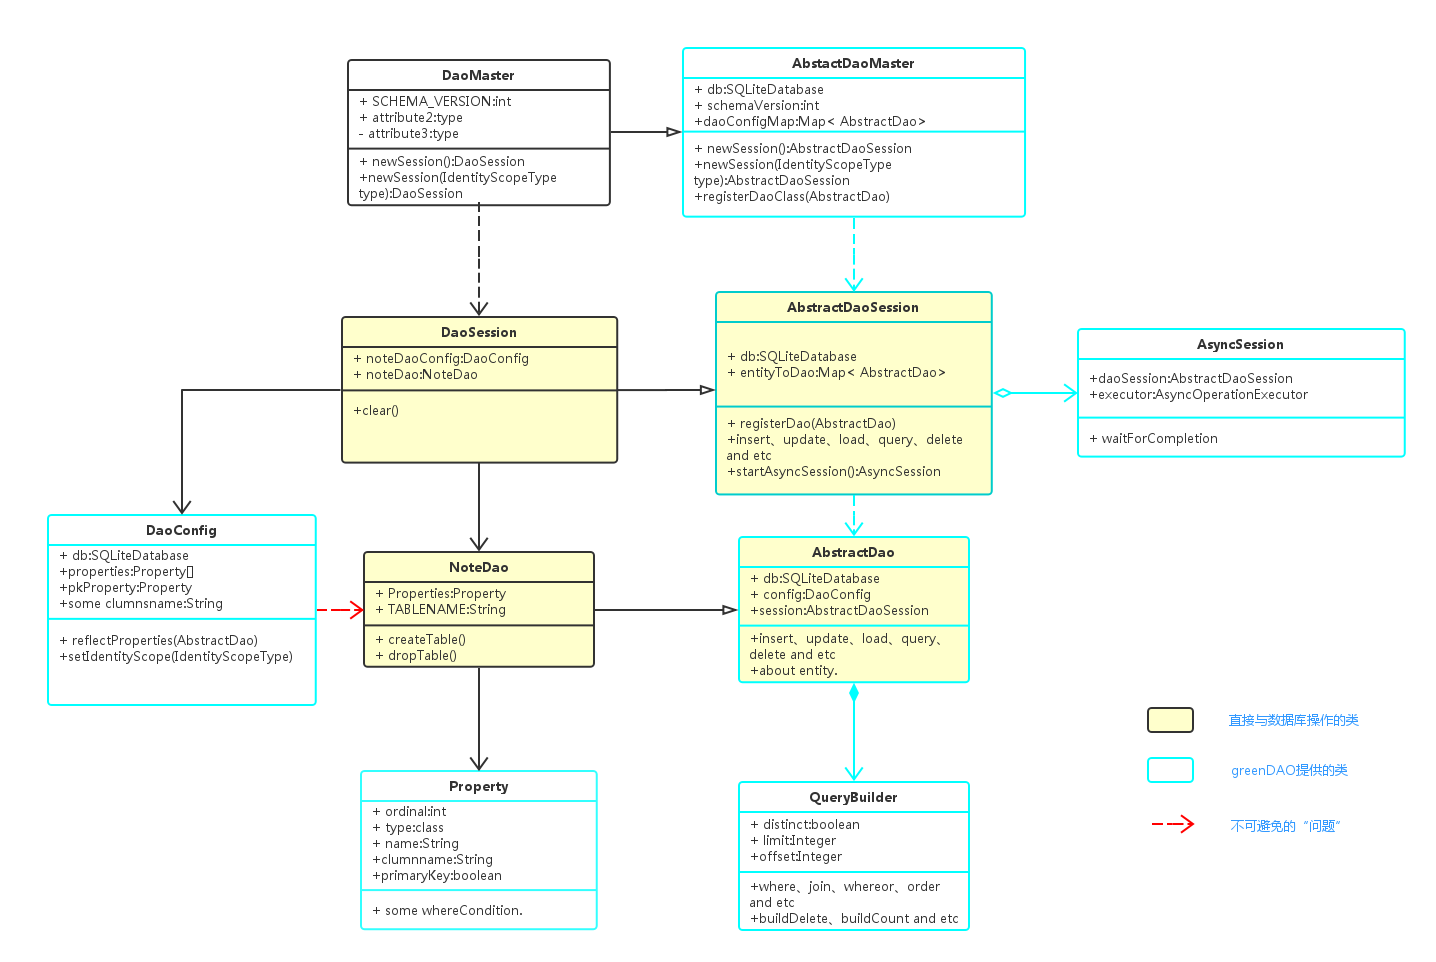 DaoMaster
+ SCHEMA_VERSION:int
+ attribute2:type
- attribute3:type
+ newSession():DaoSession
+newSession(IdentityScopeType
type):DaoSession
AbstactDaoMaster
+ db:SQLiteDatabase
+ schemaVersion:int
+daoConfigMap:Map< AbstractDao>
+ newSession():AbstractDaoSession
+newSession(IdentityScopeType
type):AbstractDaoSession
+registerDaoClass(AbstractDao)
DaoSession
+ noteDaoConfig:DaoConfig
+ noteDao:NoteDao
+clear()
AbstractDaoSession
+ db:SQLiteDatabase
+ entityToDao:Map< AbstractDao>
+ registerDao(AbstractDao)
+insert、update、load、query、delete
and etc
+startAsyncSession():AsyncSession
AsyncSession
+daoSession:AbstractDaoSession
+executor:AsyncOperationExecutor
+ waitForCompletion
DaoConfig
+ db:SQLiteDatabase
+properties:Property[]
+pkProperty:Property
+some clumnsname:String
+ reflectProperties(AbstractDao)
+setIdentityScope(IdentityScopeType)
NoteDao
+ Properties:Property
+ TABLENAME:String
+ createTable()
+ dropTable()
AbstractDao
+ db:SQLiteDatabase
+ config:DaoConfig
+session:AbstractDaoSession
+insert、update、load、query、
delete and etc
+about entity.
Property
+ ordinal:int
+ type:class
+ name:String
+clumnname:String
+primaryKey:boolean
+ some whereCondition.
QueryBuilder
+ distinct:boolean
+ limit:Integer
+offset:Integer
+where、join、whereor、order
and etc
+buildDelete、buildCount and etc
直接与数据库操作的类
greenDAO提供的类
不可避免的“问题”